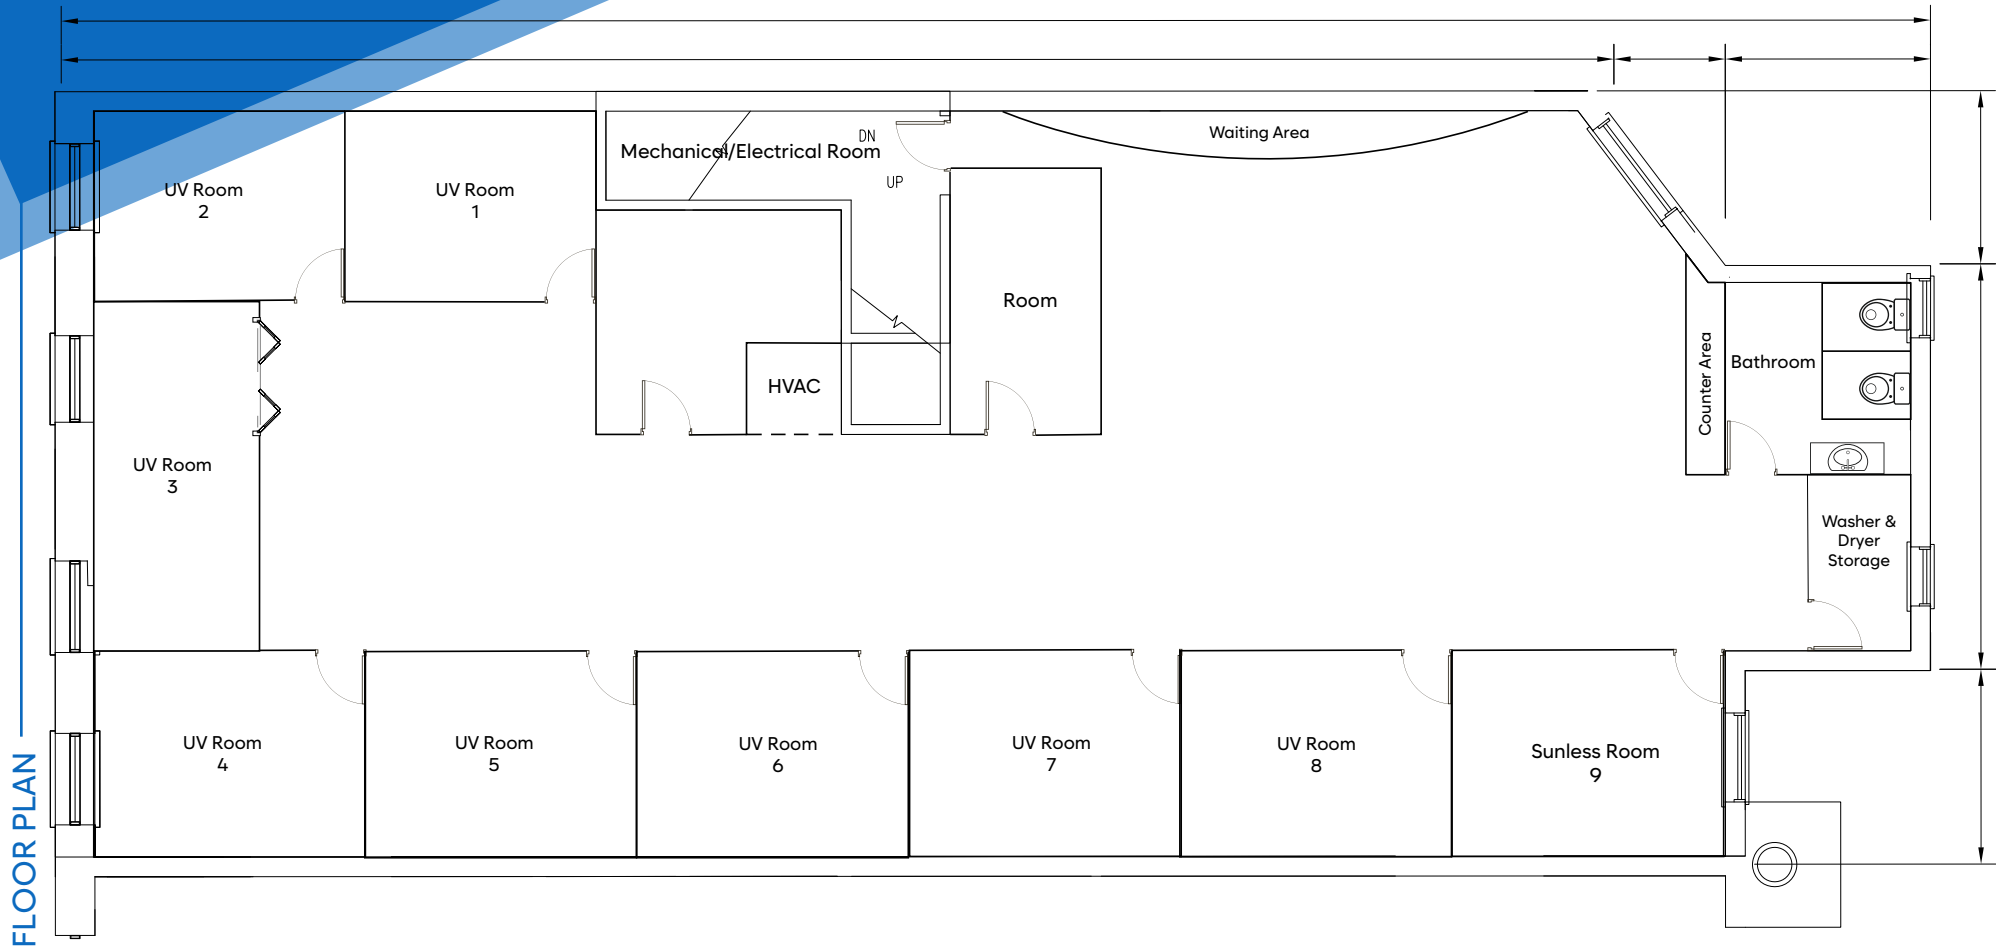 DN
Waiting Area
Mechanical/Electrical Room
UP
UV Room
2
UV Room
1
Room
HVAC
Counter Area
Bathroom
UV Room
3
Washer &
Dryer
Storage
UV Room
4
UV Room
5
UV Room
6
UV Room
7
UV Room
8
Sunless Room
9
FLOOR PLAN